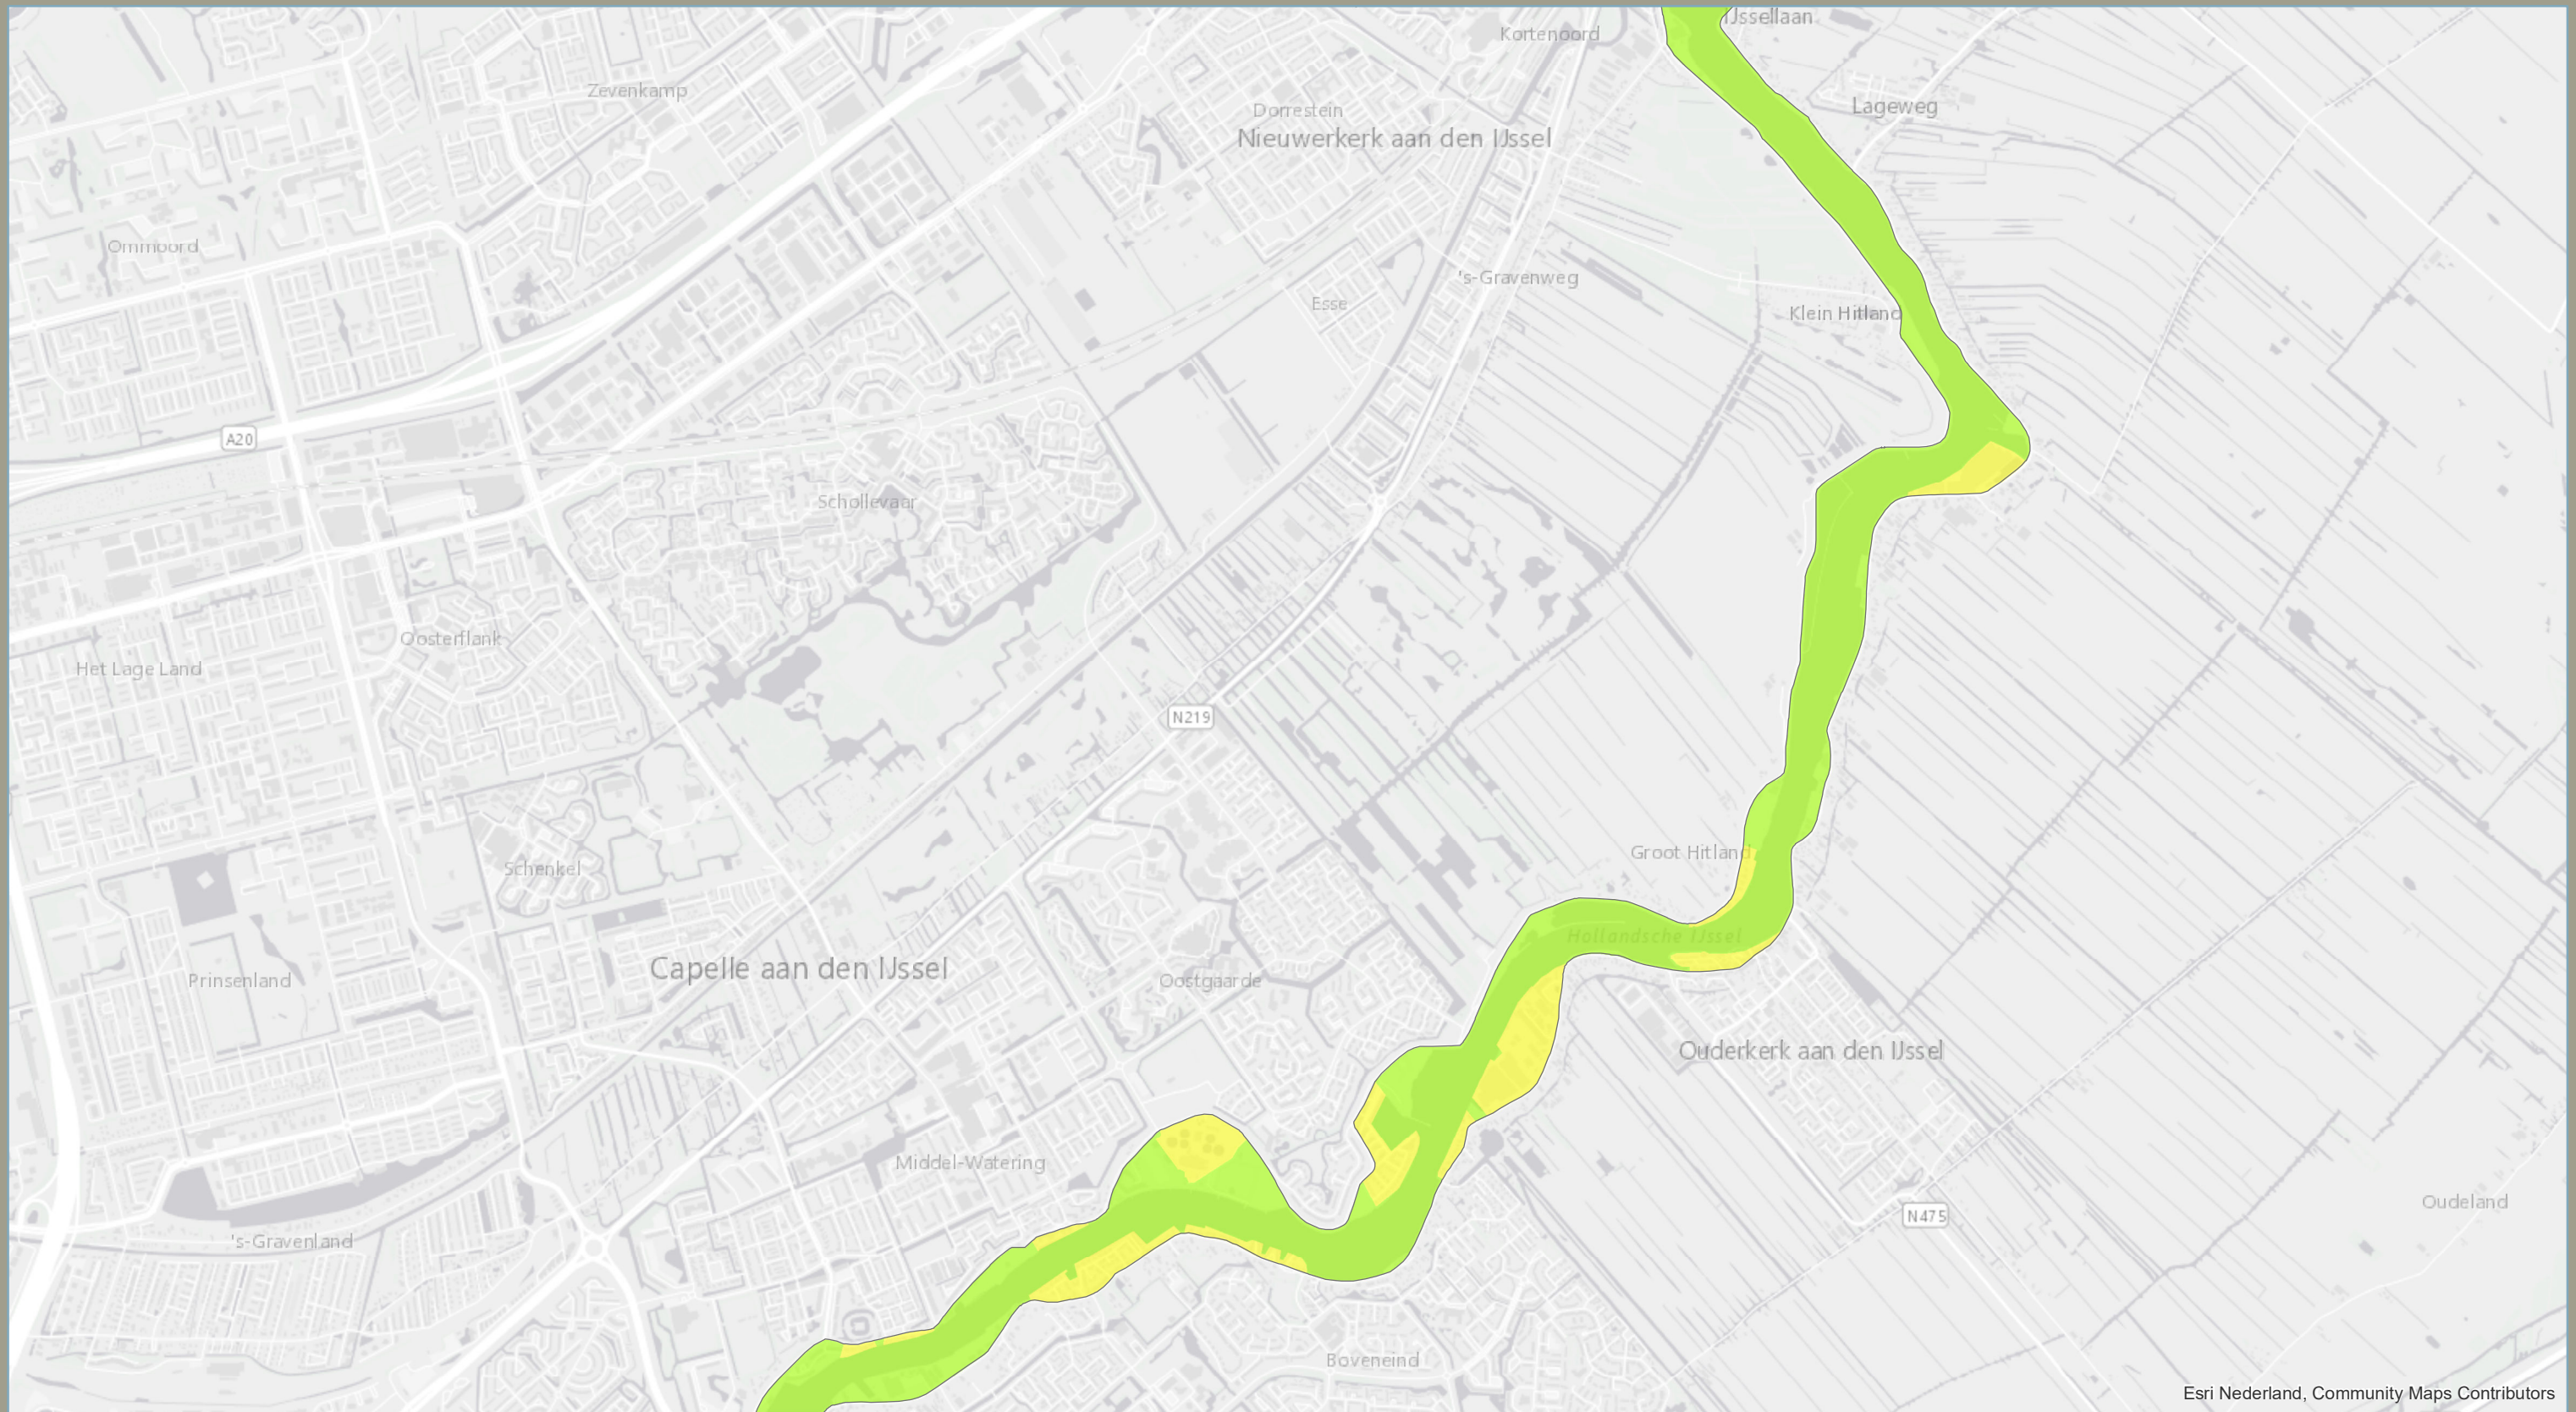 IJssellaan
Kortenoord
Zevenkamp
Lageweg
Dorrestein
Nieuwerkerk aan den IJssel
Ommoord
's-Gravenweg
Esse
Klein Hitland
A20
Schollevaar
Oosterflank
Het Lage Land
N219
Groot Hitland
Schenkel
Hollandsche IJssel
Capelle aan den IJssel
Prinsenland
Oostgaarde
Ouderkerk aan den IJssel
Middel-Watering
Oudeland
N475
's-Gravenland
Boveneind
Esri Nederland, Community Maps Contributors